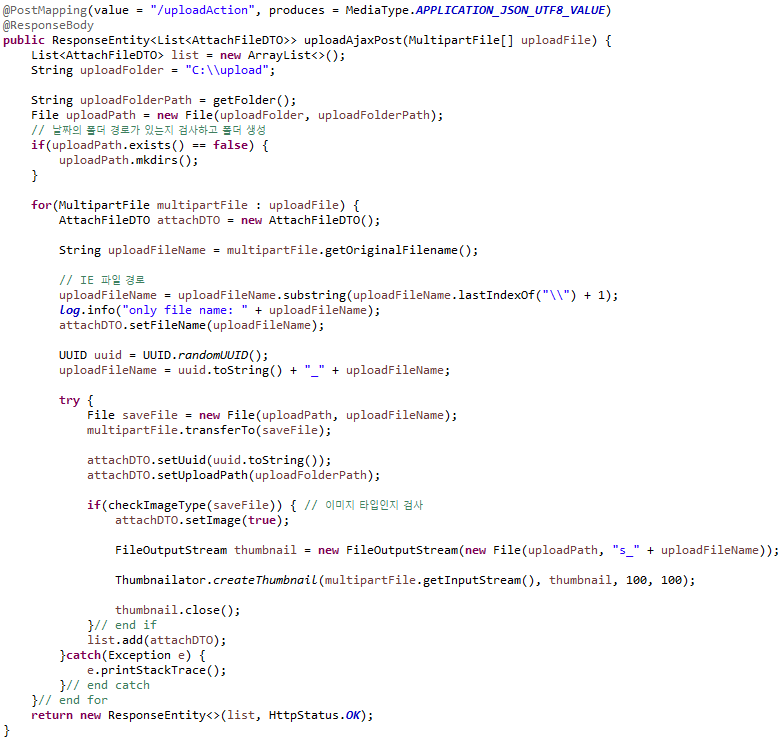 @PostMapping(value = "/uploadAction", produces = MediaType.APPLICATION_JSON_UTF8_VALUE)
@ResponseBody
public ResponseEntity<List<AttachFileDTO>> uploadAjaxPost(MultipartFile[] uploadFile) {
    List<AttachFileDTO> list = new ArrayList<>();
    String uploadFolder = "C:\\upload";

    String uploadFolderPath = getFolder();
    File uploadPath = new File(uploadFolder, uploadFolderPath);
    // 날짜의 폴더 경로가 있는지 검사하고 폴더 생성
    if(uploadPath.exists() == false) {
        uploadPath.mkdirs();
    }

    for(MultipartFile multipartFile : uploadFile) {
        AttachFileDTO attachDTO = new AttachFileDTO();

        String uploadFileName = multipartFile.getOriginalFilename();

        // IE 파일 경로
        uploadFileName = uploadFileName.substring(uploadFileName.lastIndexOf("\\") + 1);
        log.info("only file name: " + uploadFileName);
        attachDTO.setFileName(uploadFileName);

        UUID uuid = UUID.randomUUID();
        uploadFileName = uuid.toString() + "_" + uploadFileName;

        try {
            File saveFile = new File(uploadPath, uploadFileName);
            multipartFile.transferTo(saveFile);

            attachDTO.setUuid(uuid.toString());
            attachDTO.setUploadPath(uploadFolderPath);

            if(checkImageType(saveFile)) { // 이미지 타입인지 검사
                attachDTO.setImage(true);

                FileOutputStream thumbnail = new FileOutputStream(new File(uploadPath, "s_" + uploadFileName));

                Thumbnailator.createThumbnail(multipartFile.getInputStream(), thumbnail, 100, 100);

                thumbnail.close();
            }// end if
            list.add(attachDTO);
        }catch(Exception e) {
            e.printStackTrace();
        }// end catch
    }// end for
    return new ResponseEntity<>(list, HttpStatus.OK);
}